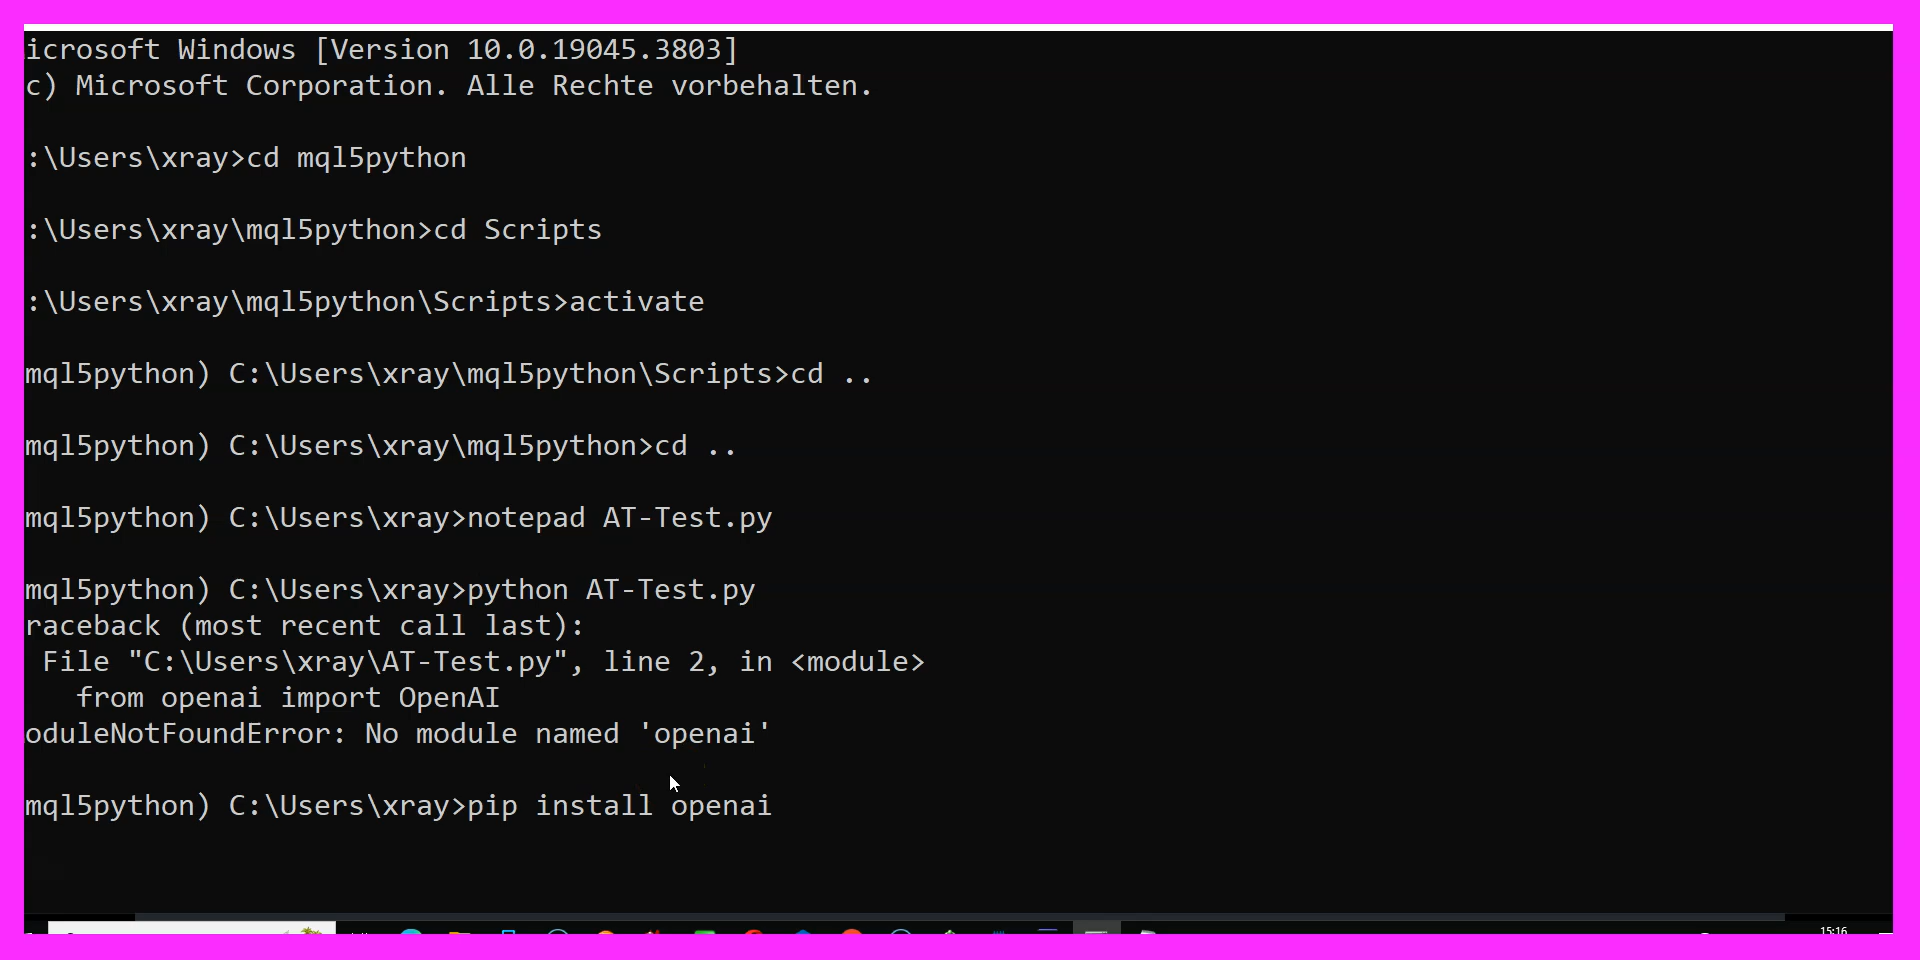 icrosoft Windows [Version 10.0.19045.3803]
c) Microsoft Corporation. Alle Rechte vorbehalten.
:\Users\xray>cd mql5python
:\Users\xray\mql5python>cd Scripts
:\Users\xray\mql5python\Scripts>activate
mql5python) C:\Users\xray\mql5python\Scripts>cd ..
mql5python) C:\Users\xray\mql5python>cd ..
mql5python) C:\Users\xray>notepad AT-Test.py
mql5python) C:\Users\xray>python AT-Test.py
raceback (most recent call last):
File "C:\Users\xray\AT-Test.py", line 2, in <module>
from openai import OpenAI
oduleNotFoundError: No module named 'openai'
mql5python) C:\Users\xray>pip install openai
15:16